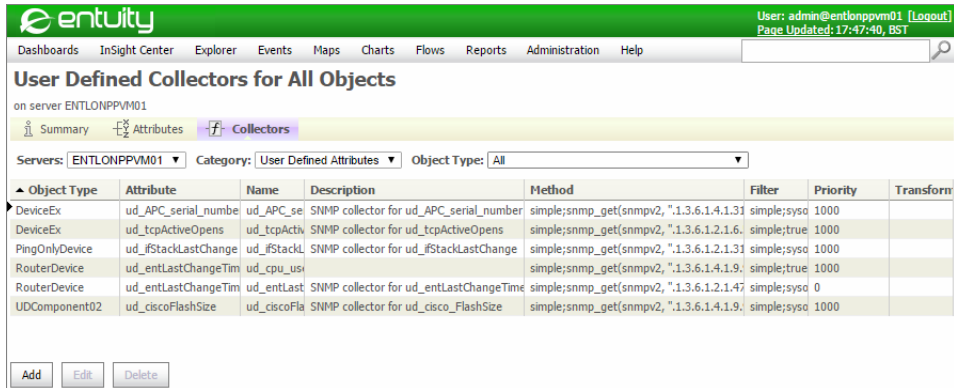 entuity
User: admin@entlonppvm01 [Logout]
Page Updated: 17:47:40, BST
Dashboards InSight Center Explorer Events Maps Charts Flows Reports Administration Help
User Defined Collectors for All Objects
on server ENTLONPPVM01
Summary Attributes Collectors
Servers: ENTLONPPVM01 Category: User Defined Attributes Object Type: All
Object Type Attribute Name Description Method Filter Priority Transform
DeviceEx ud_APC_serial_numbe ud_APC_se SNMP collector for ud_APC_serial_number simple;snmp_get(snmpv2, ".1.3.6.1.4.1.31 simple;syso 1000
DeviceEx ud_tcpActiveOpens ud_tcpActiv SNMP collector for ud_tcpActiveOpens simple;snmp_get(snmpv2, ".1.3.6.1.2.1.6. simple;true 1000
PingOnlyDevice ud_ifStackLastChange ud_ifStackL SNMP collector for ud_ifStackLastChange simple;snmp_get(snmpv2, ".1.3.6.1.2.1.31 simple;syso 1000
RouterDevice ud_entLastChangeTim ud_cpu_us simple;snmp_get(snmpv2, ".1.3.6.1.4.1.9. simple;true 1000
RouterDevice ud_entLastChangeTim ud_entLast SNMP collector for ud_entLastChangeTime simple;snmp_get(snmpv2, ".1.3.6.1.2.1.47 simple;syso 0
UDComponent02 ud_ciscoFlashSize ud_ciscoFla SNMP collector for ud_cisco_FlashSize simple;snmp_get(snmpv2, ".1.3.6.1.4.1.9. simple;syso 1000
Add Edit Delete